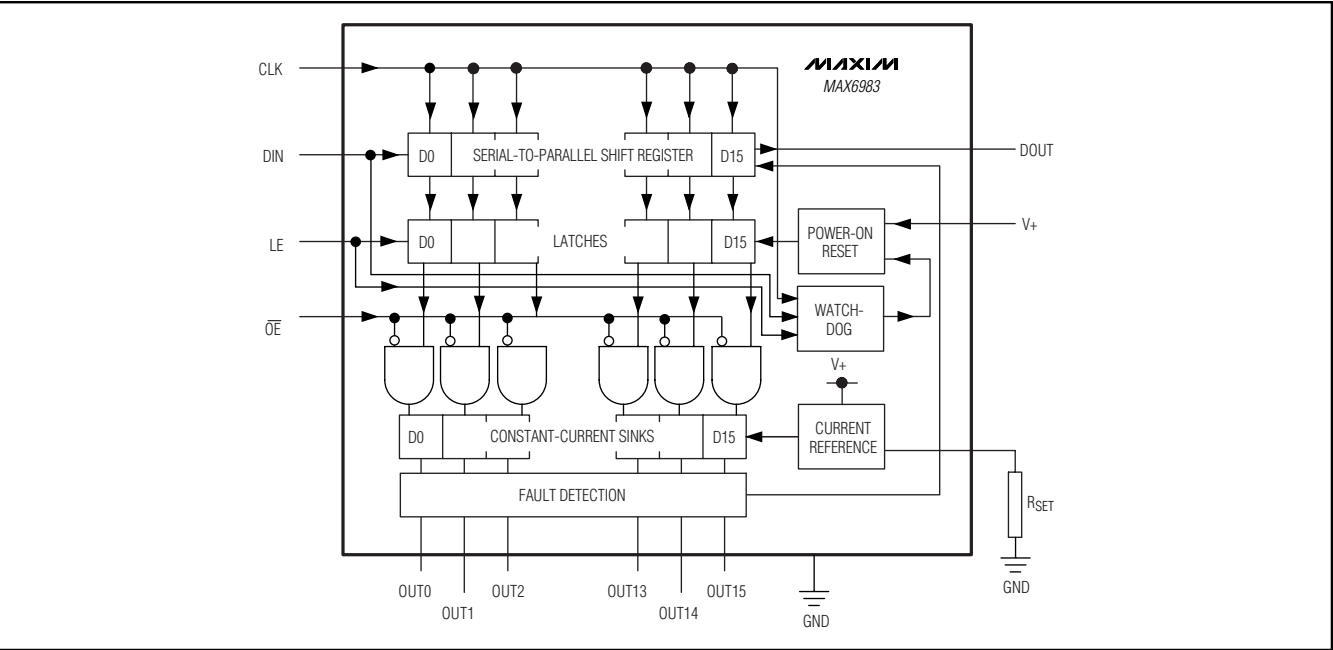 MAXIM
MAX6983
CLK
DIN
D0 SERIAL-TO-PARALLEL SHIFT REGISTER D15
DOUT
LE
D0 LATCHES D15
POWER-ON
RESET
V+
O̅E̅
WATCH-
DOG
V+
D0 CONSTANT-CURRENT SINKS D15
CURRENT
REFERENCE
FAULT DETECTION
RSET
GND
OUT0
OUT1
OUT2
OUT13
OUT14
OUT15
GND